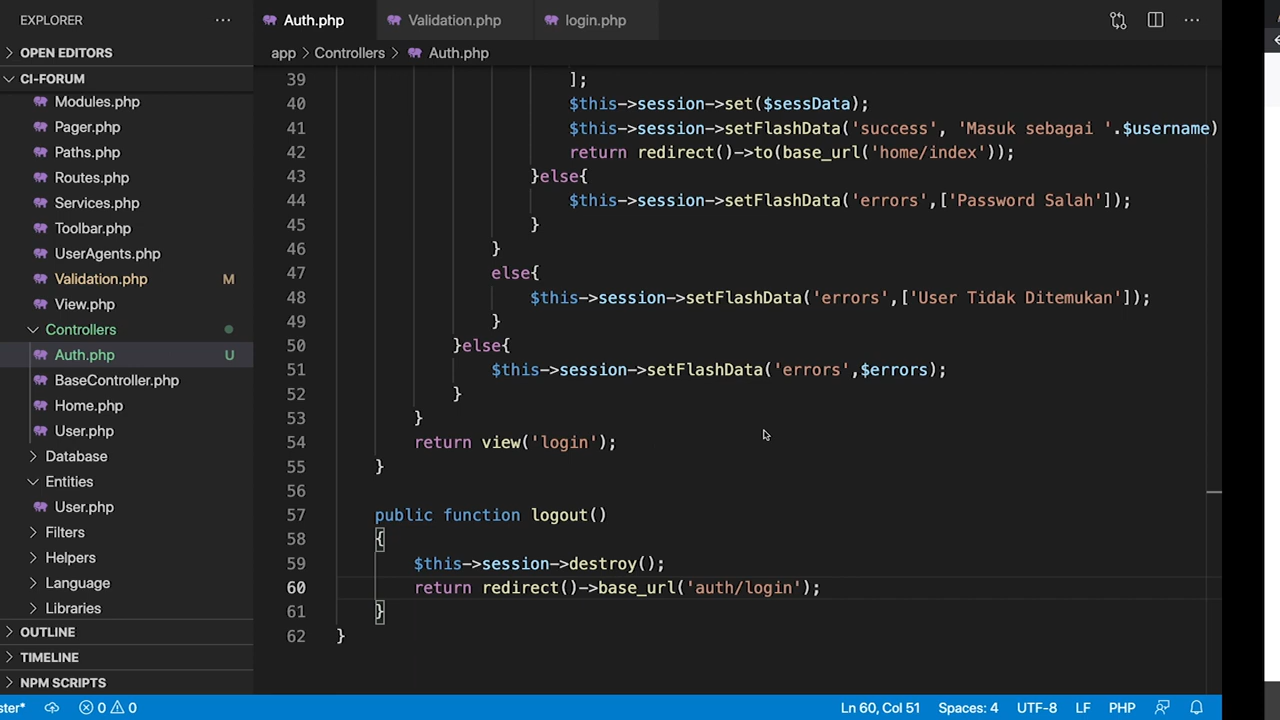 EXPLORER
OPEN EDITORS
CI-FORUM
Modules.php
Pager.php
Paths.php
Routes.php
Services.php
Toolbar.php
UserAgents.php
Validation.php M
View.php
Controllers
Auth.php U
BaseController.php
Home.php
User.php
Database
Entities
User.php
Filters
Helpers
Language
Libraries
OUTLINE
TIMELINE
NPM SCRIPTS
Auth.php Validation.php login.php
app > Controllers > Auth.php
39 ];
40 $this->session->set($sessData);
41 $this->session->setFlashData('success', 'Masuk sebagai '.$username)
42 return redirect()->to(base_url('home/index'));
43 }else{
44 $this->session->setFlashData('errors',['Password Salah']);
45 }
46 }
47 else{
48 $this->session->setFlashData('errors',['User Tidak Ditemukan']);
49 }
50 }else{
51 $this->session->setFlashData('errors',$errors);
52 }
53 }
54 return view('login');
55 }
56
57 public function logout()
58 {
59 $this->session->destroy();
60 return redirect()->base_url('auth/login');
61 }
62 }
ster* 0 0 Ln 60, Col 51 Spaces: 4 UTF-8 LF PHP